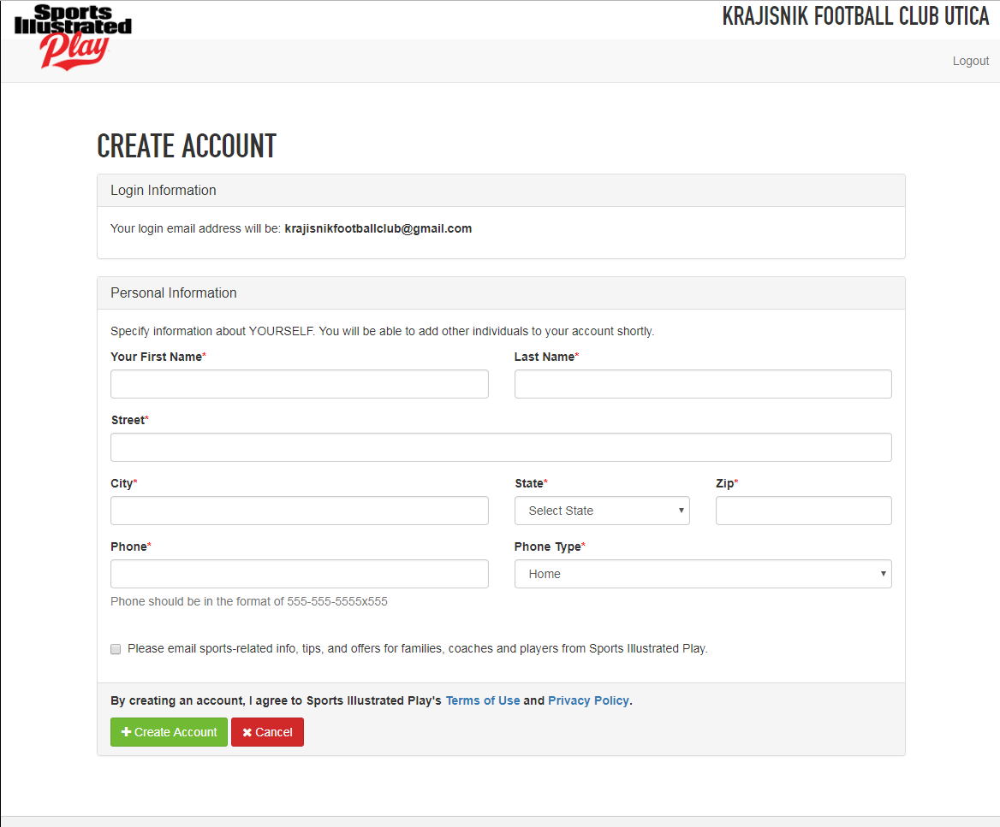 Sports
Illustrated
Play
KRAJISNIK FOOTBALL CLUB UTICA
Logout
CREATE ACCOUNT
Login Information
Your login email address will be: krajisnikfootballclub@gmail.com
Personal Information
Specify information about YOURSELF. You will be able to add other individuals to your account shortly.
Your First Name* Last Name*
Street*
City* State* Zip*
Select State
Phone* Phone Type*
Home
Phone should be in the format of 555-555-5555x555
Please email sports-related info, tips, and offers for families, coaches and players from Sports Illustrated Play.
By creating an account, I agree to Sports Illustrated Play's Terms of Use and Privacy Policy.
Create Account Cancel